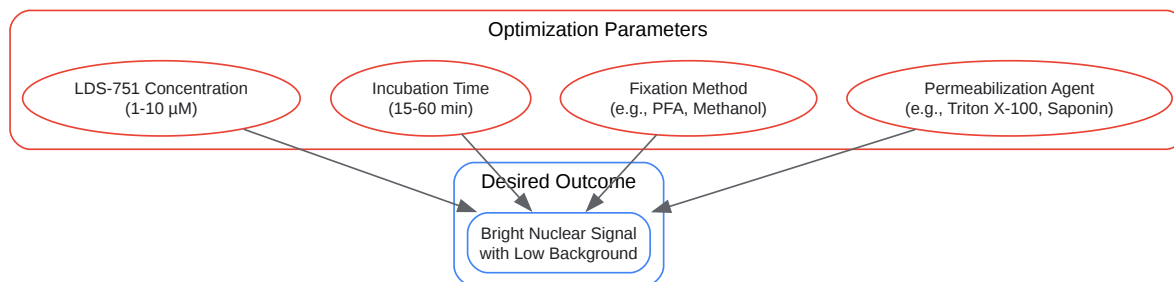 Optimization Parameters
LDS-751 Concentration
(1-10 µM)
Incubation Time
(15-60 min)
Fixation Method
(e.g., PFA, Methanol)
Permeabilization Agent
(e.g., Triton X-100, Saponin)
Desired Outcome
Bright Nuclear Signal
with Low Background